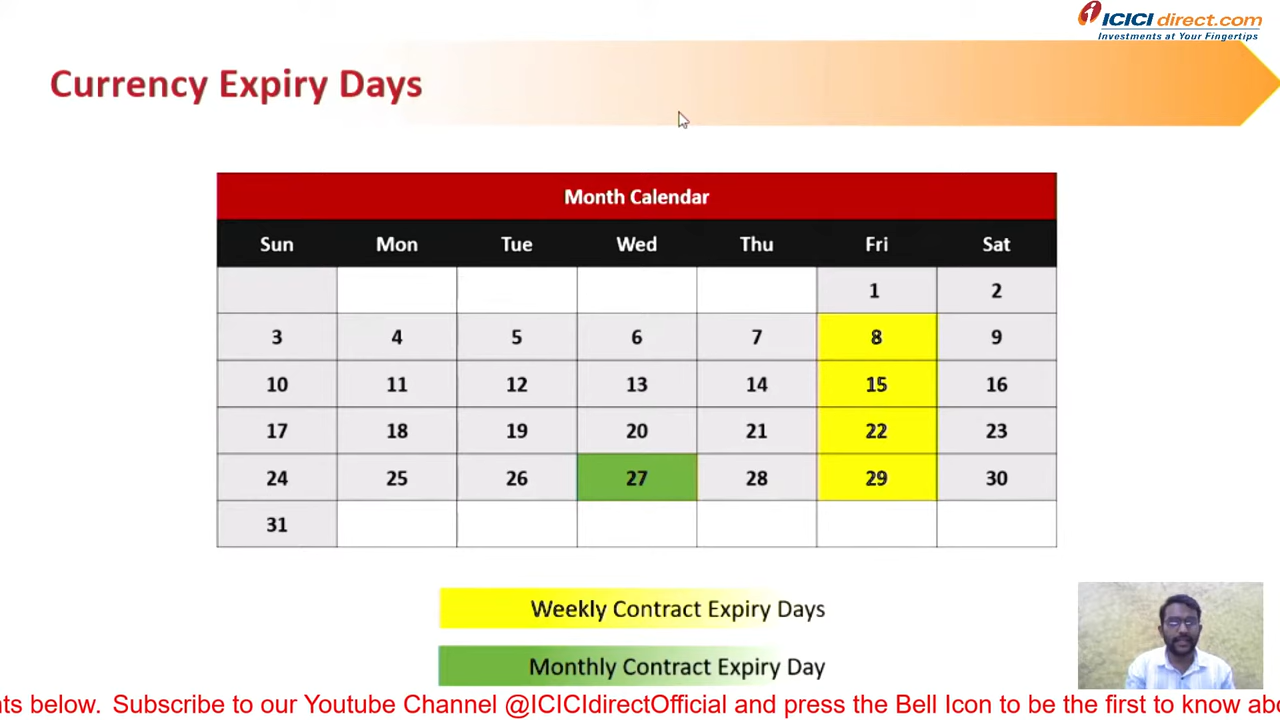 ICICI direct.com
Investments at Your Fingertips
Currency Expiry Days
Month Calendar
Sun Mon Tue Wed Thu Fri Sat
1 2
3 4 5 6 7 8 9
10 11 12 13 14 15 16
17 18 19 20 21 22 23
24 25 26 27 28 29 30
31
Weekly Contract Expiry Days
Monthly Contract Expiry Day
nts below. Subscribe to our Youtube Channel @ICICIdirectOfficial and press the Bell Icon to be the first to know abo